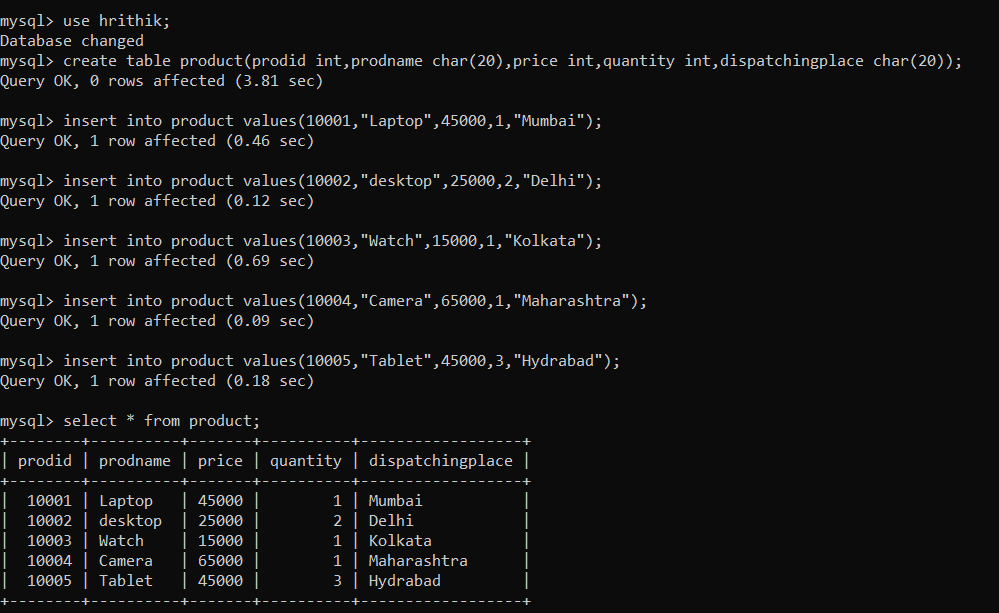 mysql> use hrithik;
Database changed
mysql> create table product(prodid int,prodname char(20),price int,quantity int,dispatchingplace char(20));
Query OK, 0 rows affected (3.81 sec)

mysql> insert into product values(10001,"Laptop",45000,1,"Mumbai");
Query OK, 1 row affected (0.46 sec)

mysql> insert into product values(10002,"desktop",25000,2,"Delhi");
Query OK, 1 row affected (0.12 sec)

mysql> insert into product values(10003,"Watch",15000,1,"Kolkata");
Query OK, 1 row affected (0.69 sec)

mysql> insert into product values(10004,"Camera",65000,1,"Maharashtra");
Query OK, 1 row affected (0.09 sec)

mysql> insert into product values(10005,"Tablet",45000,3,"Hydrabad");
Query OK, 1 row affected (0.18 sec)

mysql> select * from product;
+--------+----------+-------+----------+------------------+
| prodid | prodname | price | quantity | dispatchingplace |
+--------+----------+-------+----------+------------------+
|  10001 | Laptop   | 45000 |        1 | Mumbai           |
|  10002 | desktop  | 25000 |        2 | Delhi            |
|  10003 | Watch    | 15000 |        1 | Kolkata          |
|  10004 | Camera   | 65000 |        1 | Maharashtra      |
|  10005 | Tablet   | 45000 |        3 | Hydrabad         |
+--------+----------+-------+----------+------------------+